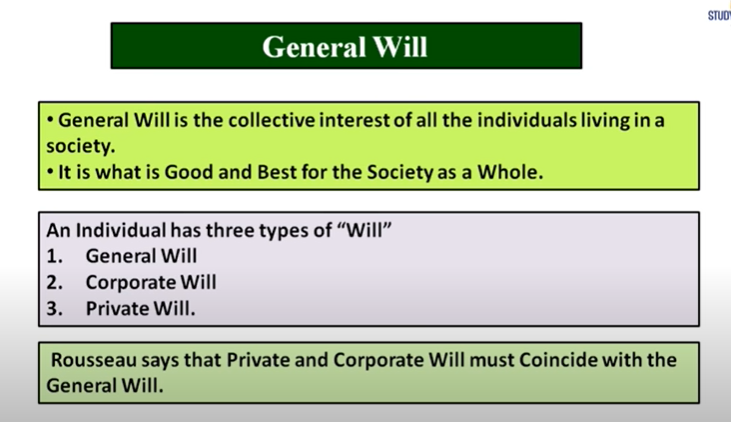 STUDY
General Will
• General Will is the collective interest of all the individuals living in a
society.
• It is what is Good and Best for the Society as a Whole.
An Individual has three types of “Will”
1. General Will
2. Corporate Will
3. Private Will.
Rousseau says that Private and Corporate Will must Coincide with the
General Will.